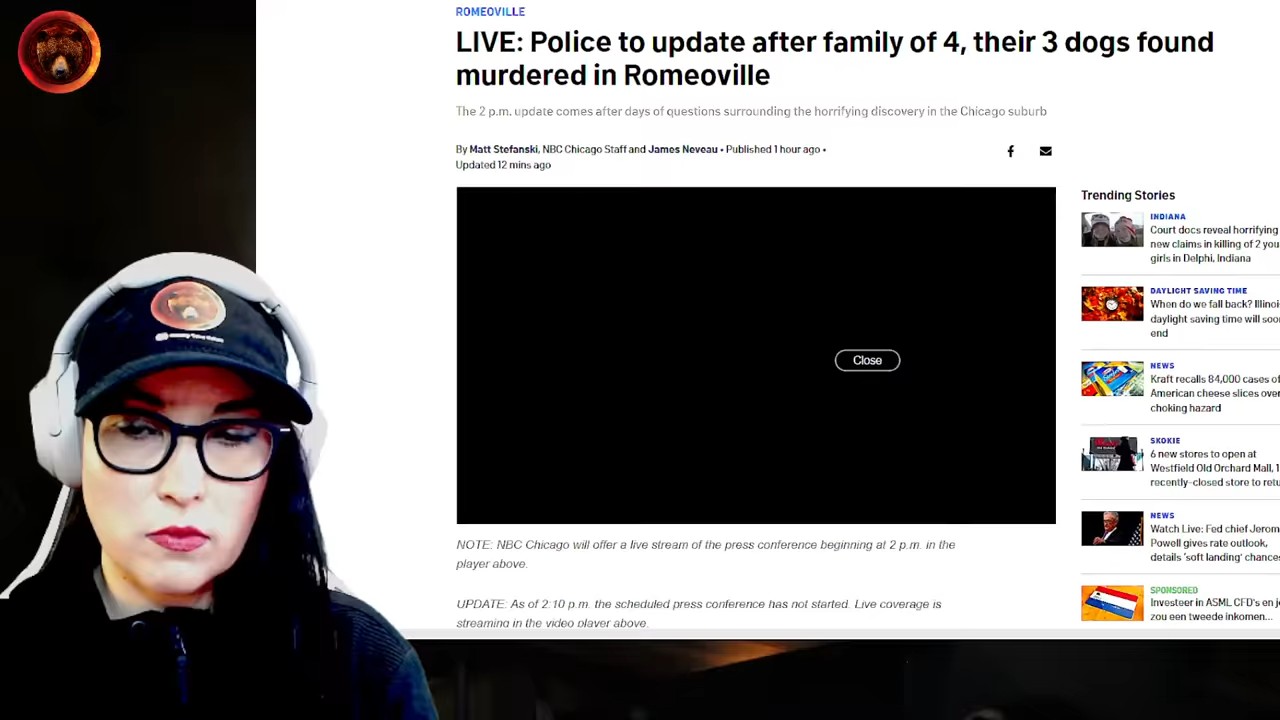 ROMEOVILLE
LIVE: Police to update after family of 4, their 3 dogs found
murdered in Romeoville
The 2 p.m. update comes after days of questions surrounding the horrifying discovery in the Chicago suburb
By Matt Stefanski, NBC Chicago Staff and James Neveau • Published 1 hour ago •
Updated 12 mins ago
Close
NOTE: NBC Chicago will offer a live stream of the press conference beginning at 2 p.m. in the
player above.
UPDATE: As of 2:10 p.m. the scheduled press conference has not started. Live coverage is
streaming in the video player above.
Trending Stories
INDIANA
Court docs reveal horrifying
new claims in killing of 2 you
girls in Delphi, Indiana
DAYLIGHT SAVING TIME
When do we fall back? Illinoi
daylight saving time will soo
end
NEWS
Kraft recalls 84,000 cases of
American cheese slices over
choking hazard
SKOKIE
6 new stores to open at
Westfield Old Orchard Mall, 1
recently-closed store to retu
NEWS
Watch Live: Fed chief Jerom
Powell gives rate outlook,
details 'soft landing' chances
SPONSORED
Investeer in ASML CFD's en j
zou een tweede inkomen...